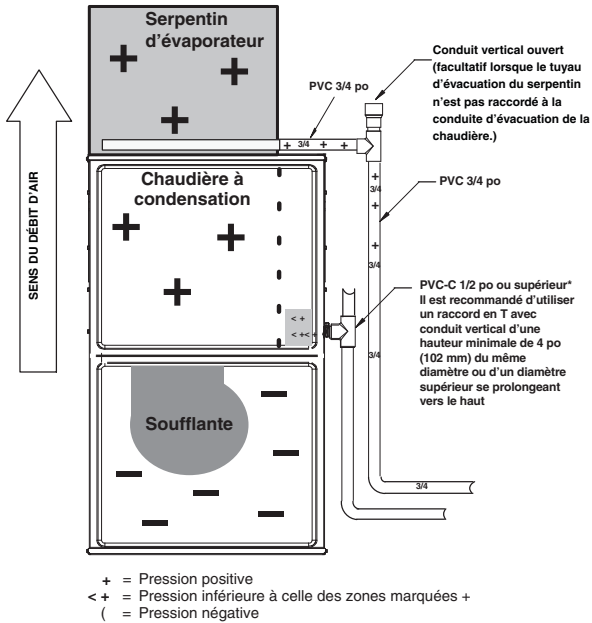 Serpentin
d'évaporateur
Conduit vertical ouvert
(facultatif lorsque le tuyau
d'évacuation du serpentin
n'est pas raccordé à la
conduite d'évacuation de la
chaudière.)
PVC 3/4 po
+ 3/4 + +
SENS DU DÉBIT D'AIR
Chaudière à
condensation
+
3/4
+
PVC 3/4 po
+
3/4
PVC-C 1/2 po ou supérieur*
Il est recommandé d'utiliser
un raccord en T avec
conduit vertical d'une
hauteur minimale de 4 po
(102 mm) du même
diamètre ou d'un diamètre
supérieur se prolongeant
vers le haut
< +
< +< +
3/4
Soufflante
3/4
+ = Pression positive
< + = Pression inférieure à celle des zones marquées +
( = Pression négative